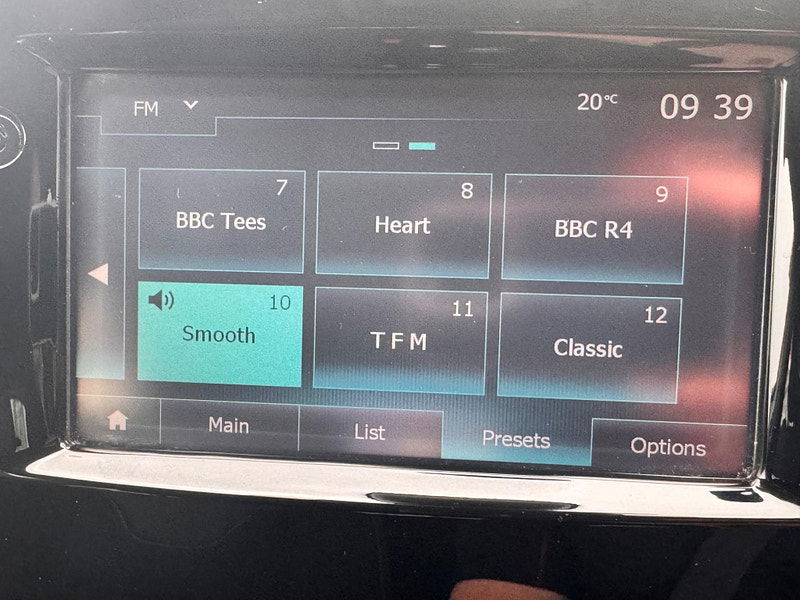 FM
20°C
09 39
7
BBC Tees
8
Heart
9
BBC R4
10
Smooth
11
T F M
12
Classic
Main
List
Presets
Options